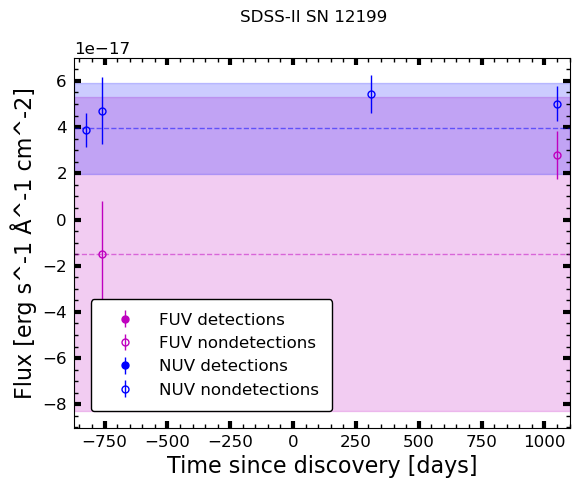 SDSS-II SN 12199
1e−17
Flux [erg s^-1 Å^-1 cm^-2]
6
4
2
0
−2
−4
−6
−8
FUV detections
FUV nondetections
NUV detections
NUV nondetections
−750 −500 −250 0 250 500 750 1000
Time since discovery [days]